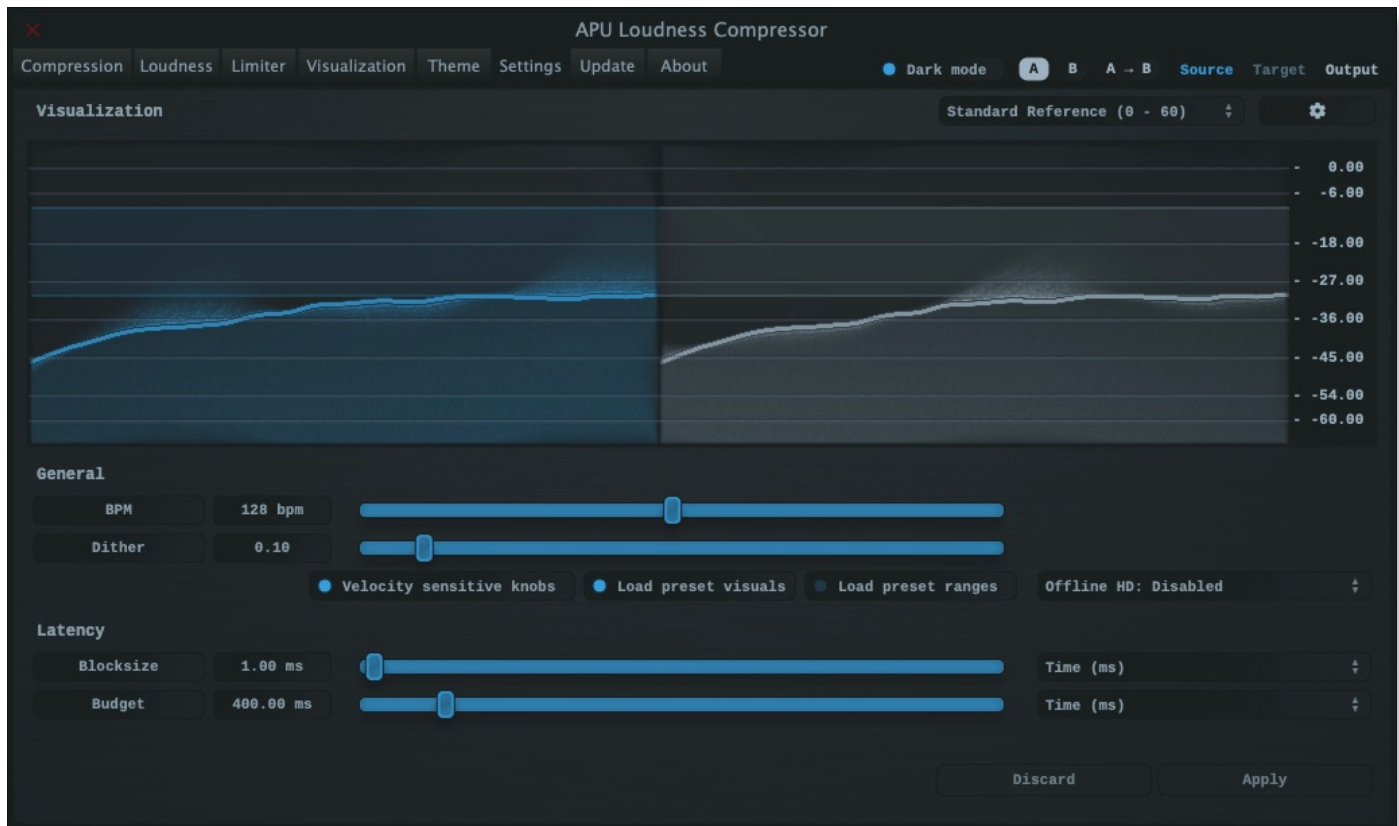 APU Loudness Compressor
Compression Loudness Limiter Visualization Theme Settings Update About
Dark mode A B A → B Source Target Output
Visualization
Standard Reference (0 - 60)
- 0.00
- -6.00
- -18.00
- -27.00
- -36.00
- -45.00
- -54.00
- -60.00
General
BPM 128 bpm
Dither 0.10
Velocity sensitive knobs Load preset visuals Load preset ranges Offline HD: Disabled
Latency
Blocksize 1.00 ms Time (ms)
Budget 400.00 ms Time (ms)
Discard Apply